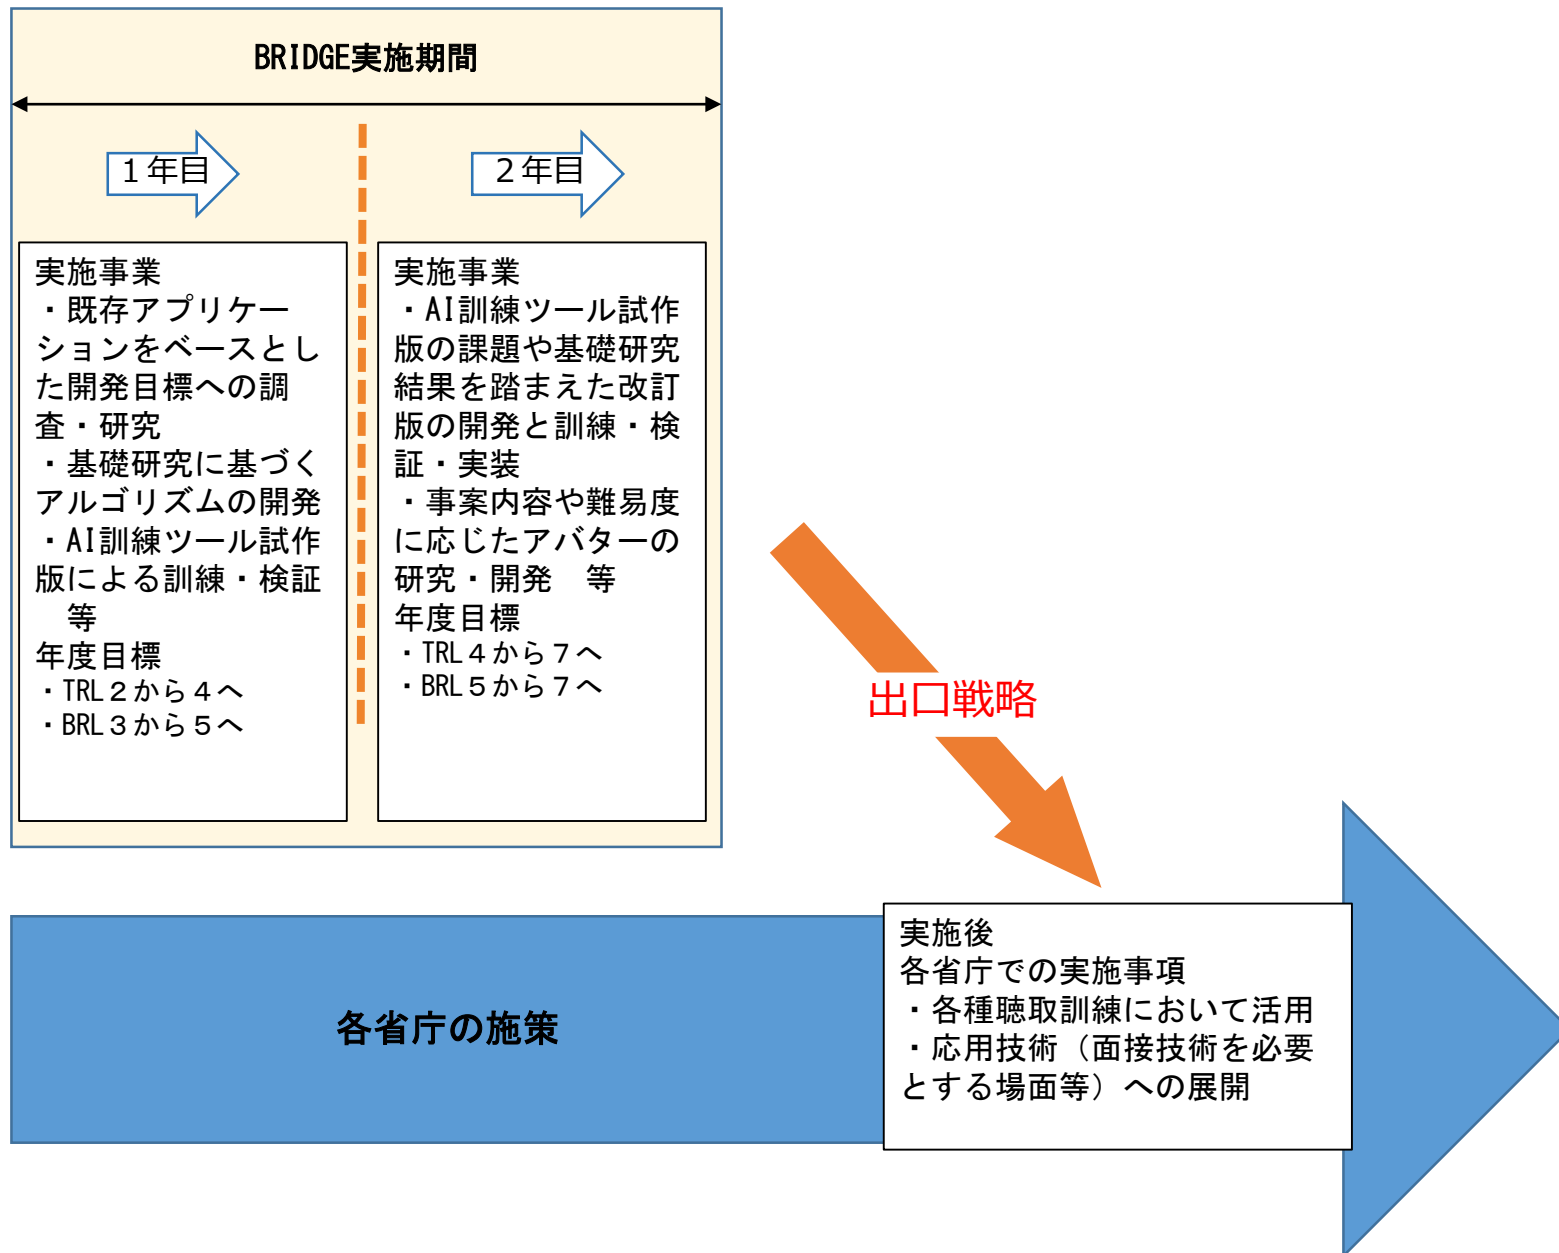 BRIDGE実施期間
１年目
２年目
実施事業
・既存アプリケー
ションをベースとし
た開発目標への調
査・研究
・基礎研究に基づく
アルゴリズムの開発
・AI訓練ツール試作
版による訓練・検証
　等
年度目標
・TRL２から４へ
・BRL３から５へ
実施事業
・AI訓練ツール試作
版の課題や基礎研究
結果を踏まえた改訂
版の開発と訓練・検
証・実装
・事案内容や難易度
に応じたアバターの
研究・開発　等
年度目標
・TRL４から７へ
・BRL５から７へ
出口戦略
各省庁の施策
実施後
各省庁での実施事項
・各種聴取訓練において活用
・応用技術（面接技術を必要
とする場面等）への展開